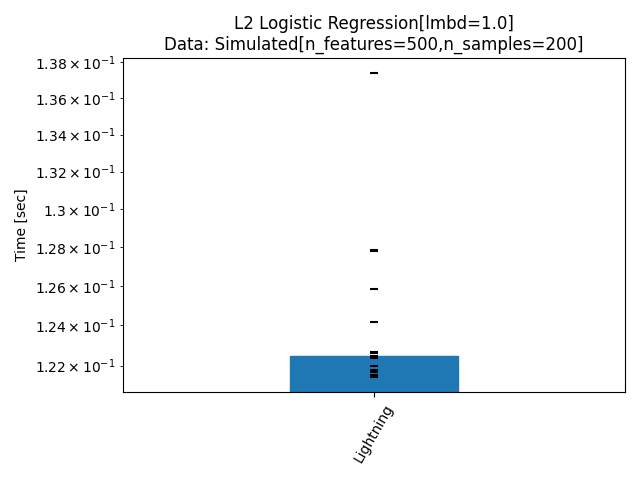 L2 Logistic Regression[lmbd=1.0]
Data: Simulated[n_features=500,n_samples=200]
1.38 × 10⁻¹
1.36 × 10⁻¹
1.34 × 10⁻¹
1.32 × 10⁻¹
1.3 × 10⁻¹
1.28 × 10⁻¹
1.26 × 10⁻¹
1.24 × 10⁻¹
1.22 × 10⁻¹
Time [sec]
Lightning